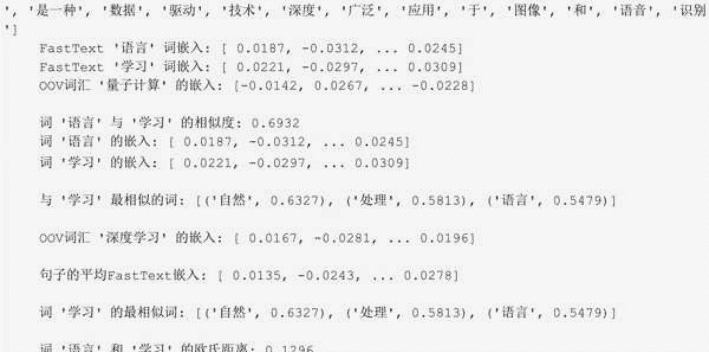 ', '是一种', '数据', '驱动', '技术', '深度', '广泛', '应用', '于', '图像', '和', '语音', '识别
']
FastText '语言' 词嵌入: [ 0.0187, -0.0312, ... 0.0245]
FastText '学习' 词嵌入: [ 0.0221, -0.0297, ... 0.0309]
OOV词汇 '量子计算' 的嵌入: [-0.0142, 0.0267, ... -0.0228]
词 '语言' 与 '学习' 的相似度: 0.6932
词 '语言' 的嵌入: [ 0.0187, -0.0312, ... 0.0245]
词 '学习' 的嵌入: [ 0.0221, -0.0297, ... 0.0309]
与 '学习' 最相似的词: [('自然', 0.6327), ('处理', 0.5813), ('语言', 0.5479)]
OOV词汇 '深度学习' 的嵌入: [ 0.0167, -0.0281, ... 0.0196]
句子的平均FastText嵌入: [ 0.0135, -0.0243, ... 0.0278]
词 '学习' 的最相似词: [('自然', 0.6327), ('处理', 0.5813), ('语言', 0.5479)]
词 '语言' 和 '学习' 的欧氏距离: 0.1296